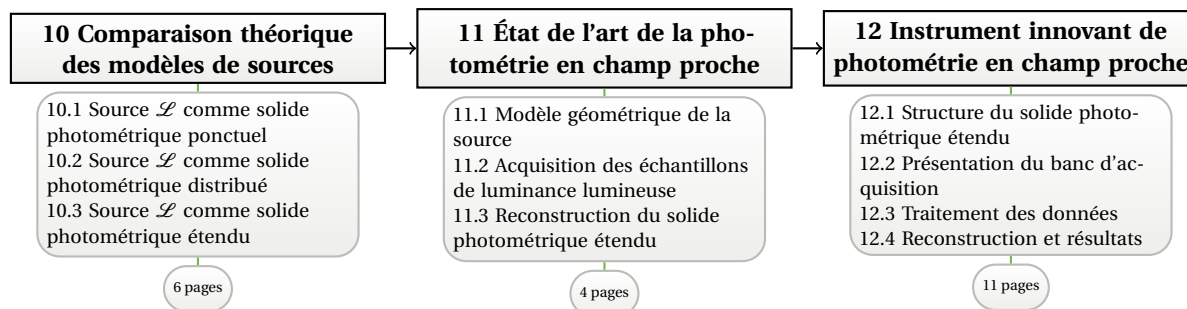 10 Comparaison théorique
des modèles de sources
10.1 Source ℒ comme solide
photométrique ponctuel
10.2 Source ℒ comme solide
photométrique distribué
10.3 Source ℒ comme solide
photométrique étendu
6 pages
11 État de l'art de la pho-
tométrie en champ proche
11.1 Modèle géométrique de la
source
11.2 Acquisition des échantillons
de luminance lumineuse
11.3 Reconstruction du solide
photométrique étendu
4 pages
12 Instrument innovant de
photométrie en champ proche
12.1 Structure du solide photo-
métrique étendu
12.2 Présentation du banc d'ac-
quisition
12.3 Traitement des données
12.4 Reconstruction et résultats
11 pages